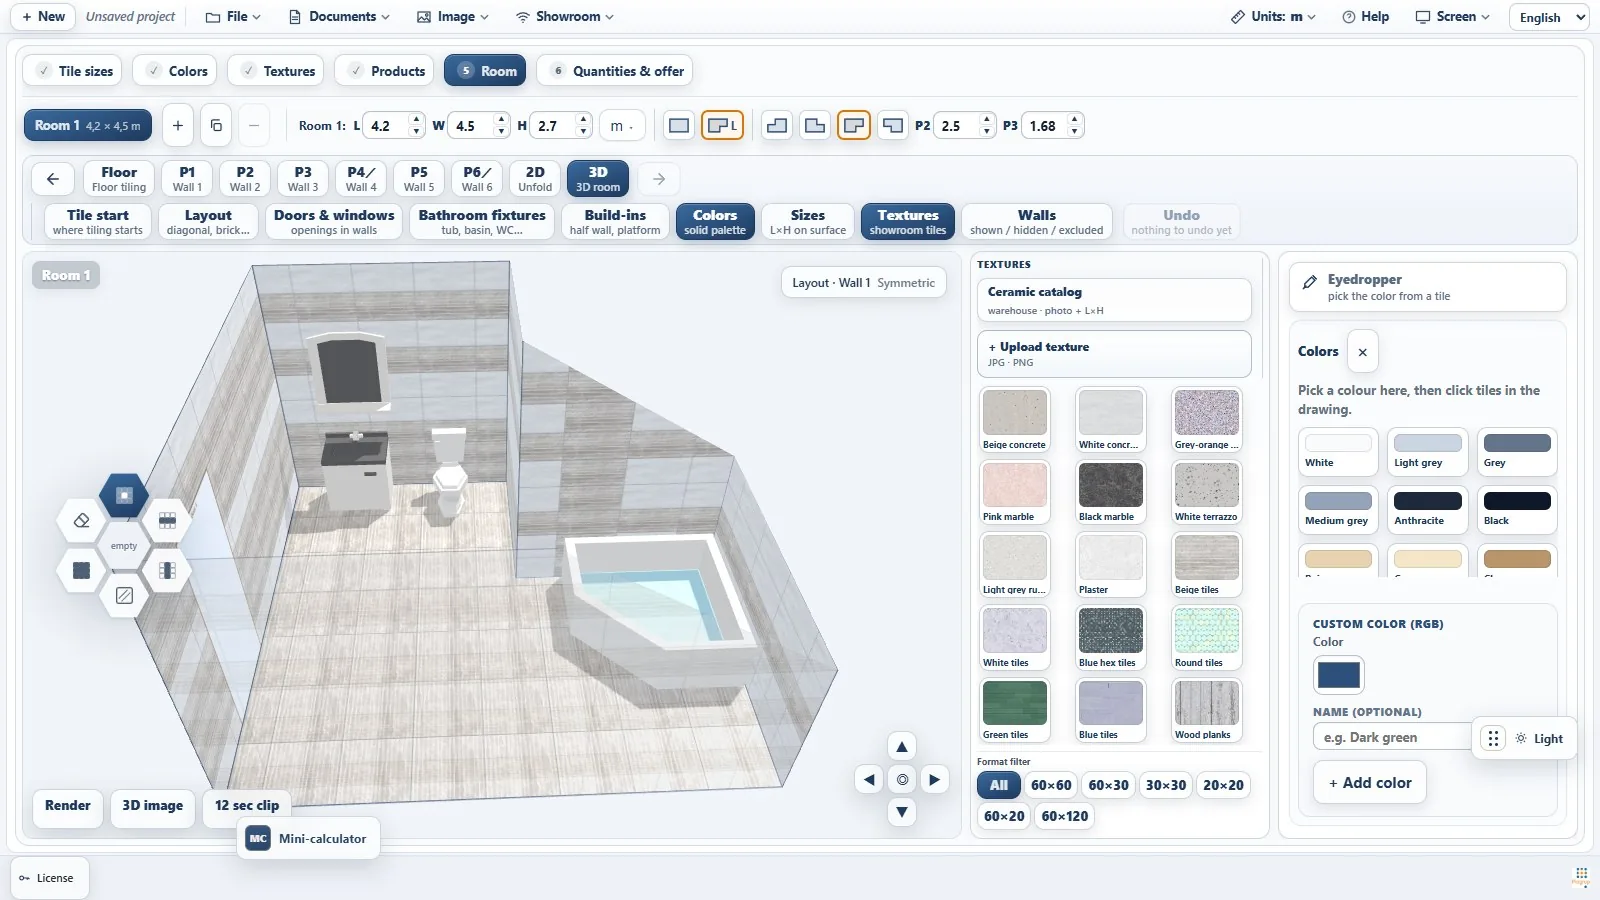 + New
Unsaved project
File
Documents
Image
Showroom
Units: m
Help
Screen
English
✓ Tile sizes
✓ Colors
✓ Textures
✓ Products
5 Room
6 Quantities & offer
Room 1 4,2 × 4,5 m
+
−
Room 1: L 4.2 W 4.5 H 2.7 m
L
P2 2.5 P3 1.68
Floor
Floor tiling
P1
Wall 1
P2
Wall 2
P3
Wall 3
P4⁄
Wall 4
P5
Wall 5
P6⁄
Wall 6
2D
Unfold
3D
3D room
Tile start
where tiling starts
Layout
diagonal, brick...
Doors & windows
openings in walls
Bathroom fixtures
tub, basin, WC...
Build-ins
half wall, platform
Colors
solid palette
Sizes
L×H on surface
Textures
showroom tiles
Walls
shown / hidden / excluded
Undo
nothing to undo yet
Room 1
Layout · Wall 1 Symmetric
empty
Render
3D image
12 sec clip
MC Mini-calculator
License
TEXTURES
Ceramic catalog
warehouse · photo + L×H
+ Upload texture
JPG · PNG
Beige concrete
White concr...
Grey-orange ...
Pink marble
Black marble
White terrazzo
Light grey ru...
Plaster
Beige tiles
White tiles
Blue hex tiles
Round tiles
Green tiles
Blue tiles
Wood planks
Format filter
All
60×60
60×30
30×30
20×20
60×20
60×120
Eyedropper
pick the color from a tile
Colors ×
Pick a colour here, then click tiles in the
drawing.
White
Light grey
Grey
Medium grey
Anthracite
Black
CUSTOM COLOR (RGB)
Color
NAME (OPTIONAL)
e.g. Dark green
Light
+ Add color